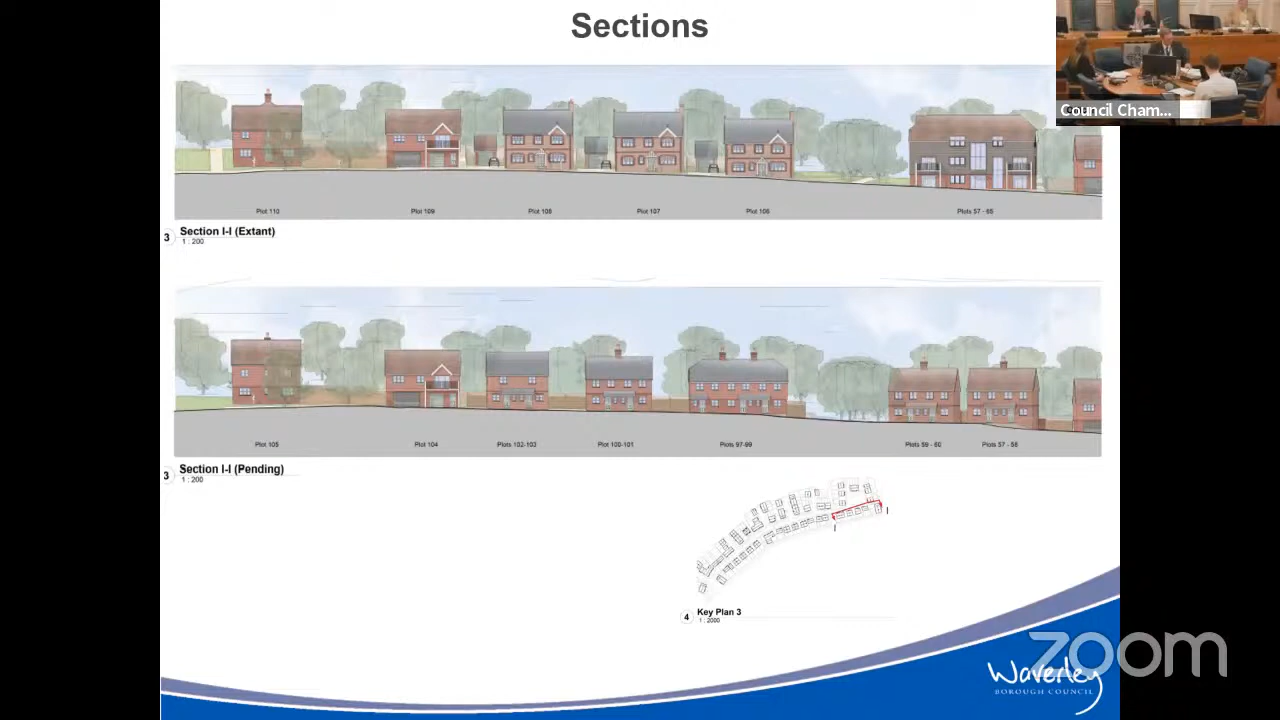 Sections
Council Cham...
Plot 110
Plot 109
Plot 108
Plot 107
Plot 106
Plots 57 - 65
3
Section I-I (Extant)
1 : 200
Plot 105
Plot 104
Plots 102-103
Plot 100-101
Plots 97-99
Plots 59 - 60
Plots 57 - 58
3
Section I-I (Pending)
1 : 200
I
I
4
Key Plan 3
1 : 2000
zoom
Waverley
BOROUGH COUNCIL